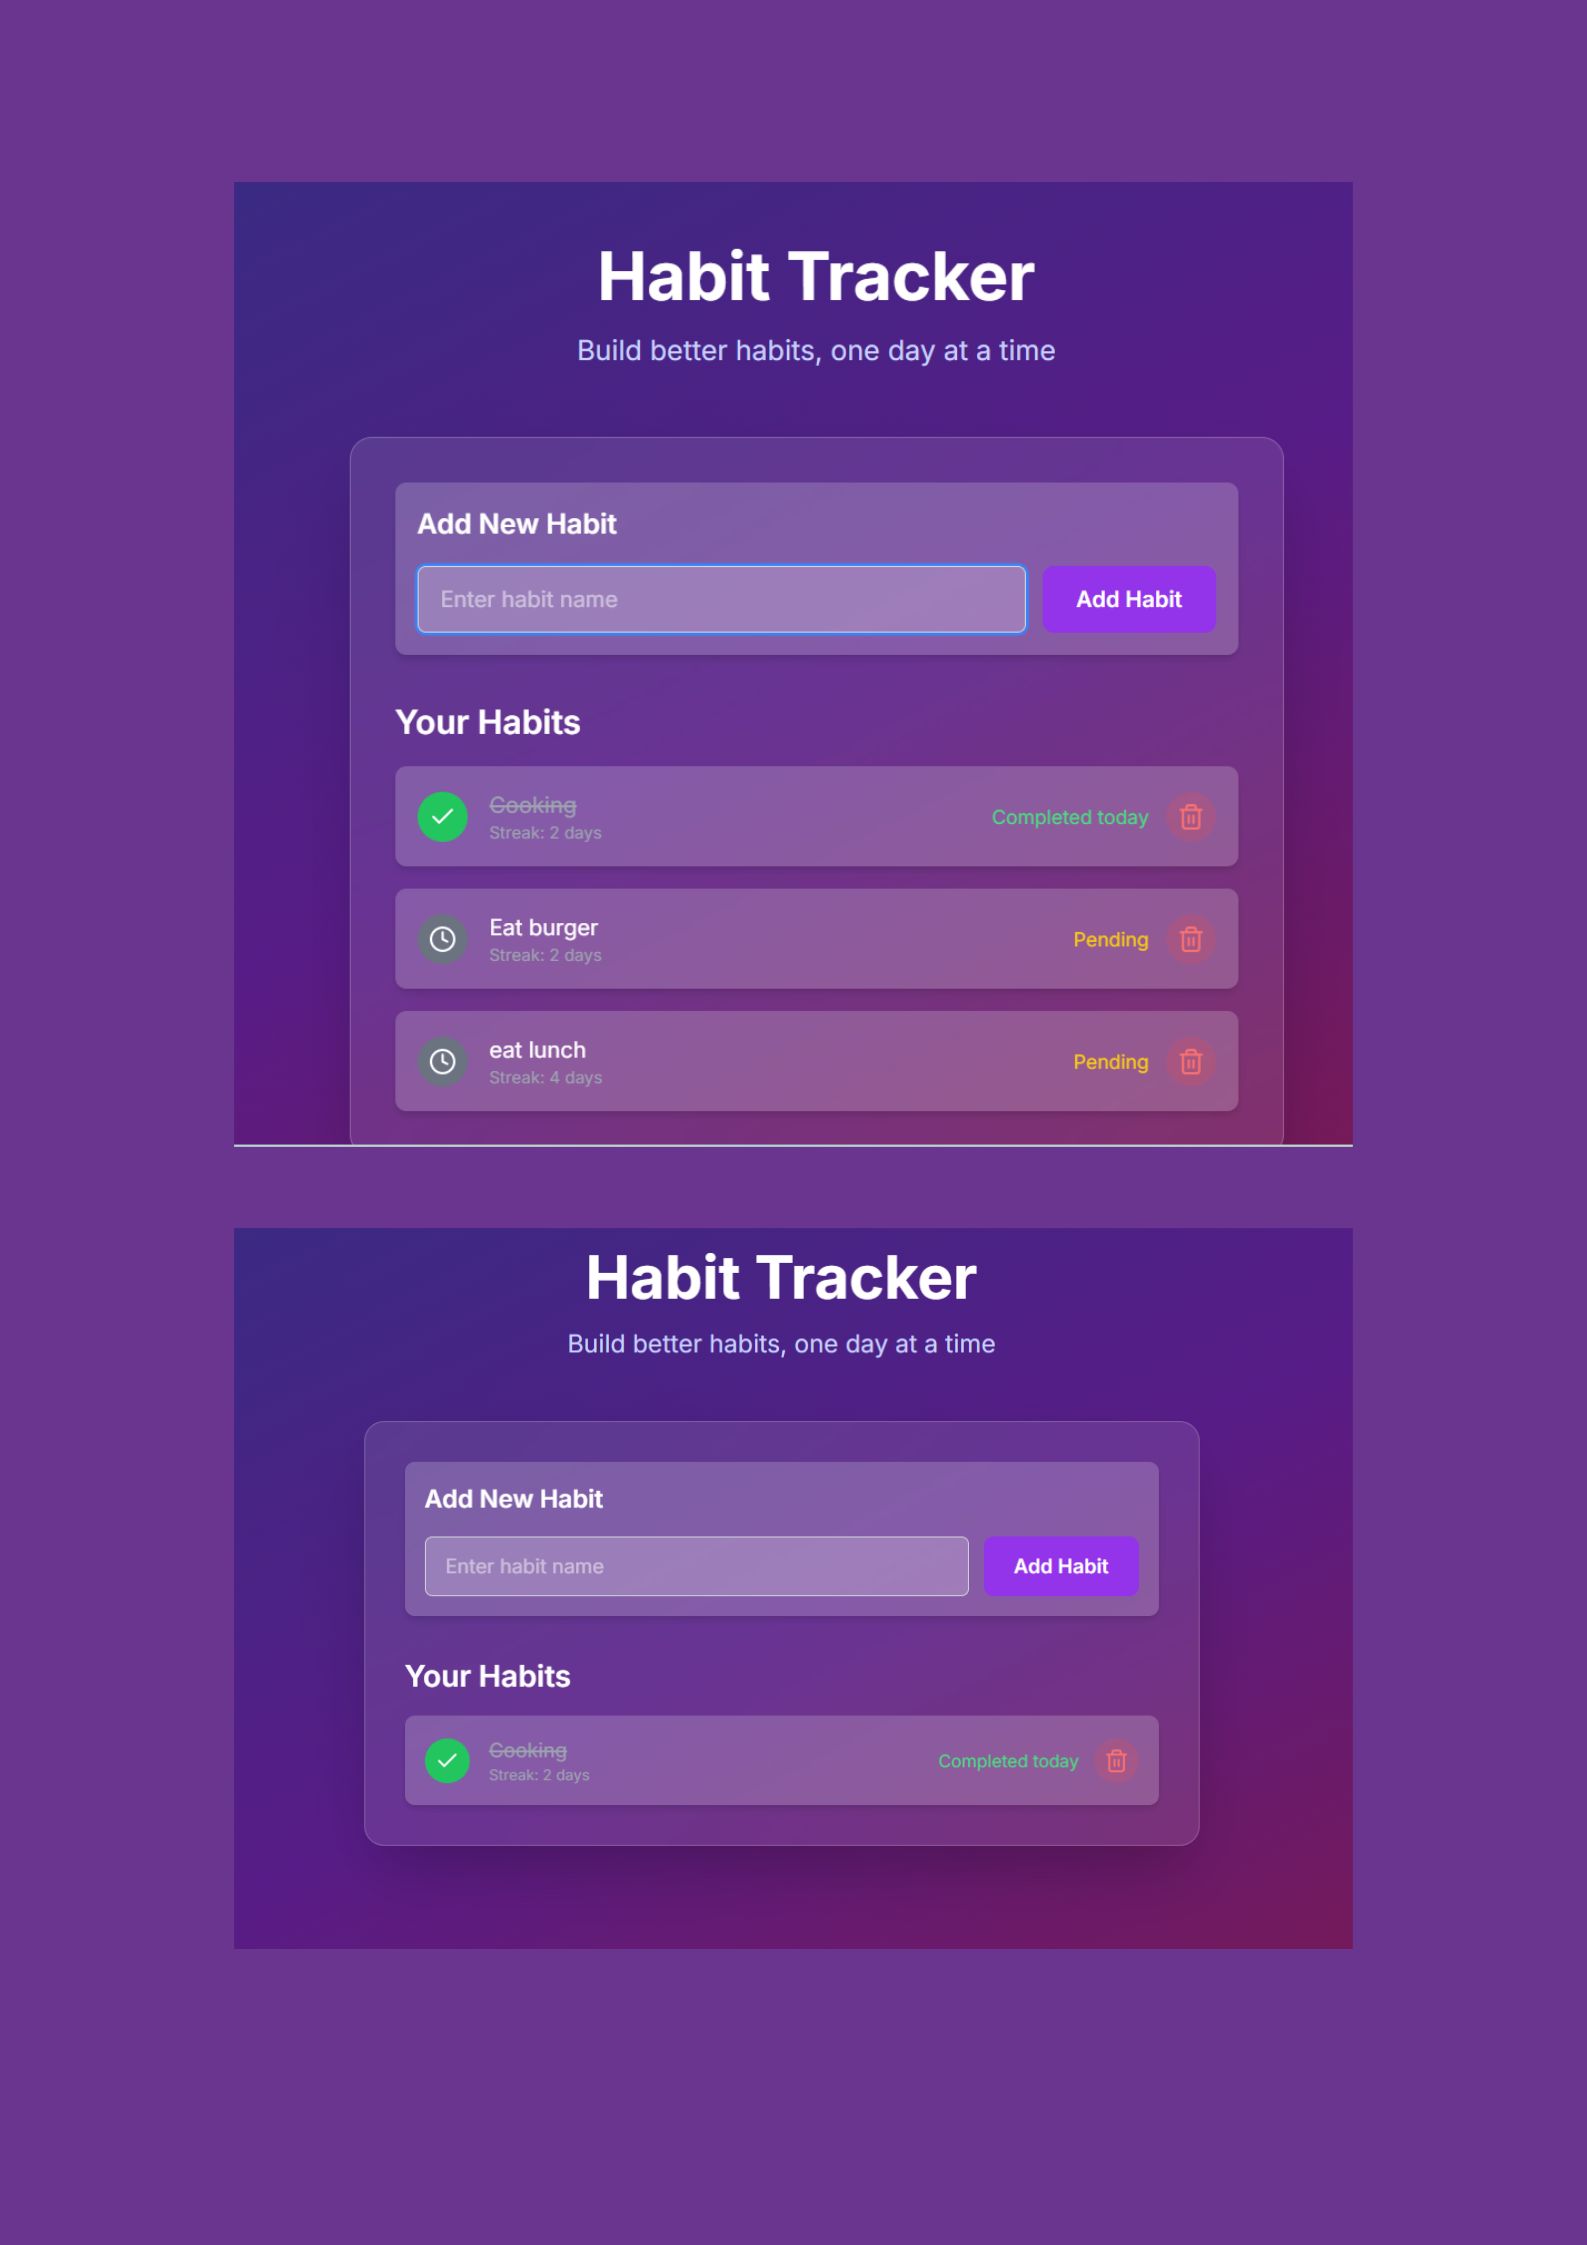 Habit Tracker
Build better habits, one day at a time
Add New Habit
Enter habit name
Add Habit
Your Habits
Cooking
Streak: 2 days
Completed today
Eat burger
Streak: 2 days
Pending
eat lunch
Streak: 4 days
Pending
Habit Tracker
Build better habits, one day at a time
Add New Habit
Enter habit name
Add Habit
Your Habits
Cooking
Streak: 2 days
Completed today